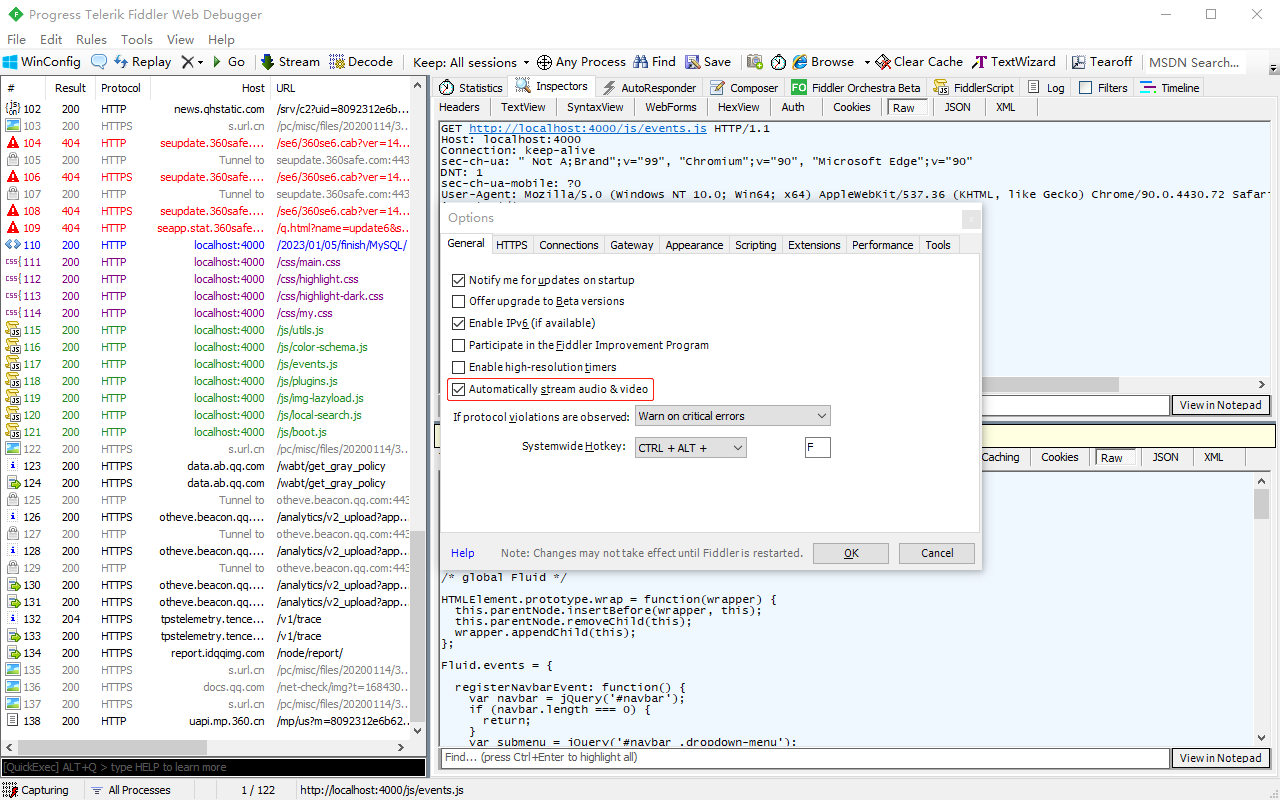 Progress Telerik Fiddler Web Debugger
File Edit Rules Tools View Help
WinConfig Replay Go Stream Decode Keep: All sessions Any Process Find Save Browse Clear Cache TextWizard Tearoff MSDN Search...
# Result Protocol Host URL
102 200 HTTP news.qhstatic.com /srv/c2?uid=8092312e6b...
103 200 HTTPS s.url.cn /pc/misc/files/20200114/3...
104 404 HTTP seupdate.360safe.... /se6/360se6.cab?ver=14...
105 200 HTTP Tunnel to seupdate.360safe.com:443
106 404 HTTPS seupdate.360safe.... /se6/360se6.cab?ver=14...
107 200 HTTP Tunnel to seupdate.360safe.com:443
108 404 HTTPS seupdate.360safe.... /se6/360se6.cab?ver=14...
109 404 HTTP seapp.stat.360safe... /q.html?name=update6&s...
110 200 HTTP localhost:4000 /2023/01/05/finish/MySQL/
111 200 HTTP localhost:4000 /css/main.css
112 200 HTTP localhost:4000 /css/highlight.css
113 200 HTTP localhost:4000 /css/highlight-dark.css
114 200 HTTP localhost:4000 /css/my.css
115 200 HTTP localhost:4000 /js/utils.js
116 200 HTTP localhost:4000 /js/color-schema.js
117 200 HTTP localhost:4000 /js/events.js
118 200 HTTP localhost:4000 /js/plugins.js
119 200 HTTP localhost:4000 /js/img-lazyload.js
120 200 HTTP localhost:4000 /js/local-search.js
121 200 HTTP localhost:4000 /js/boot.js
122 200 HTTPS s.url.cn /pc/misc/files/20200114/3...
123 200 HTTP data.ab.qq.com /wabt/get_gray_policy
124 200 HTTP data.ab.qq.com /wabt/get_gray_policy
125 200 HTTP Tunnel to otheve.beacon.qq.com:443
126 200 HTTPS otheve.beacon.qq.... /analytics/v2_upload?app...
127 200 HTTP Tunnel to otheve.beacon.qq.com:443
128 200 HTTPS otheve.beacon.qq.... /analytics/v2_upload?app...
129 200 HTTP Tunnel to otheve.beacon.qq.com:443
130 200 HTTPS otheve.beacon.qq.... /analytics/v2_upload?app...
131 200 HTTPS otheve.beacon.qq.... /analytics/v2_upload?app...
132 204 HTTPS tpstelemetry.tence... /v1/trace
133 200 HTTPS tpstelemetry.tence... /v1/trace
134 200 HTTPS report.idqqimg.com /node/report/
135 200 HTTPS s.url.cn /pc/misc/files/20200114/3...
136 200 HTTPS docs.qq.com /net-check/img?t=168430...
137 200 HTTPS s.url.cn /pc/misc/files/20200114/3...
138 200 HTTP uapi.mp.360.cn /mp/us?m=8092312e6b62...
[QuickExec] ALT+Q > type HELP to learn more
Statistics Inspectors AutoResponder Composer FO Fiddler Orchestra Beta FiddlerScript Log Filters Timeline
Headers TextView SyntaxView WebForms HexView Auth Cookies Raw JSON XML
GET http://localhost:4000/js/events.js HTTP/1.1
Host: localhost:4000
Connection: keep-alive
sec-ch-ua: " Not A;Brand";v="99", "Chromium";v="90", "Microsoft Edge";v="90"
DNT: 1
sec-ch-ua-mobile: ?0
User-Agent: Mozilla/5.0 (Windows NT 10.0; Win64; x64) AppleWebKit/537.36 (KHTML, like Gecko) Chrome/90.0.4430.72 Safari
Options
General HTTPS Connections Gateway Appearance Scripting Extensions Performance Tools
Notify me for updates on startup
Offer upgrade to Beta versions
Enable IPv6 (if available)
Participate in the Fiddler Improvement Program
Enable high-resolution timers
Automatically stream audio & video
If protocol violations are observed: Warn on critical errors
Systemwide Hotkey: CTRL + ALT + F
Help Note: Changes may not take effect until Fiddler is restarted. OK Cancel
View in Notepad
Caching Cookies Raw JSON XML
/* global Fluid */
HTMLElement.prototype.wrap = function(wrapper) {
this.parentNode.insertBefore(wrapper, this);
this.parentNode.removeChild(this);
wrapper.appendChild(this);
};
Fluid.events = {
registerNavbarEvent: function() {
var navbar = jQuery('#navbar');
if (navbar.length === 0) {
return;
}
var submenu = jQuery('#navbar .dropdown-menu');
Find... (press Ctrl+Enter to highlight all) View in Notepad
Capturing All Processes 1 / 122 http://localhost:4000/js/events.js